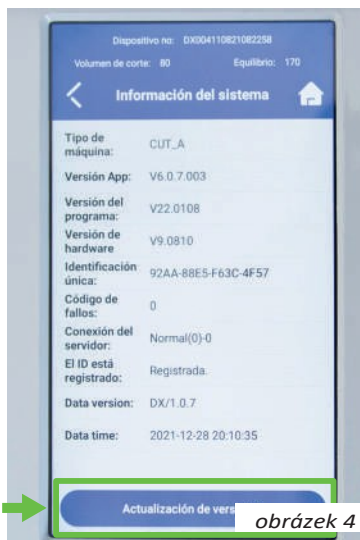 Dispositivo no: DX004110821082258
Volumen de corte: 80 Equilibrio: 170
Información del sistema
Tipo de
máquina: CUT_A
Versión App: V6.0.7.003
Versión del
programa: V22.0108
Versión de
hardware V9.0810
Identificación
única: 92AA-88E5-F63C-4F57
Código de
fallos: 0
Conexión del
servidor: Normal(0)-0
El ID está
registrado: Registrada.
Data version: DX/1.0.7
Data time: 2021-12-28 20:10:35
Actualización de
obrázek 4